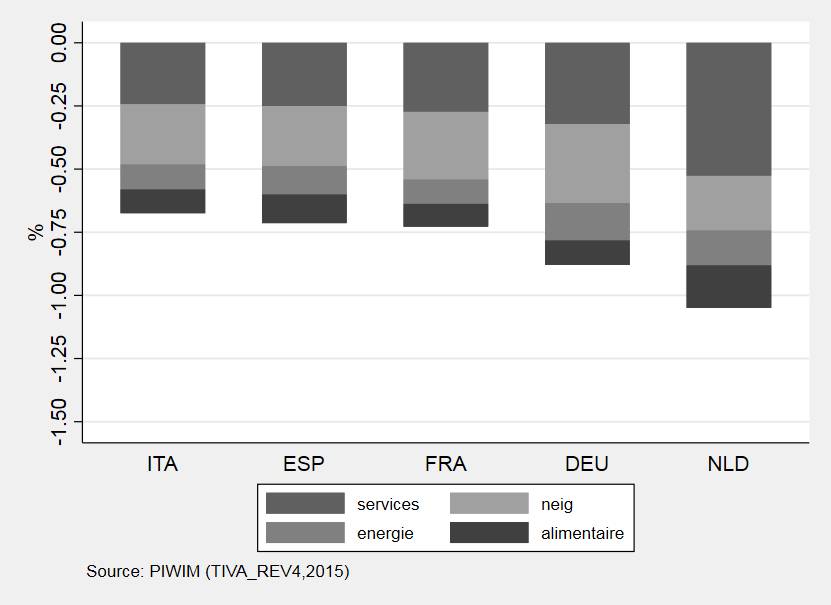 0.00
-0.25
-0.50
-0.75
-1.00
-1.25
-1.50
%
ITA ESP FRA DEU NLD
services neig
energie alimentaire
Source: PIWIM (TIVA_REV4,2015)